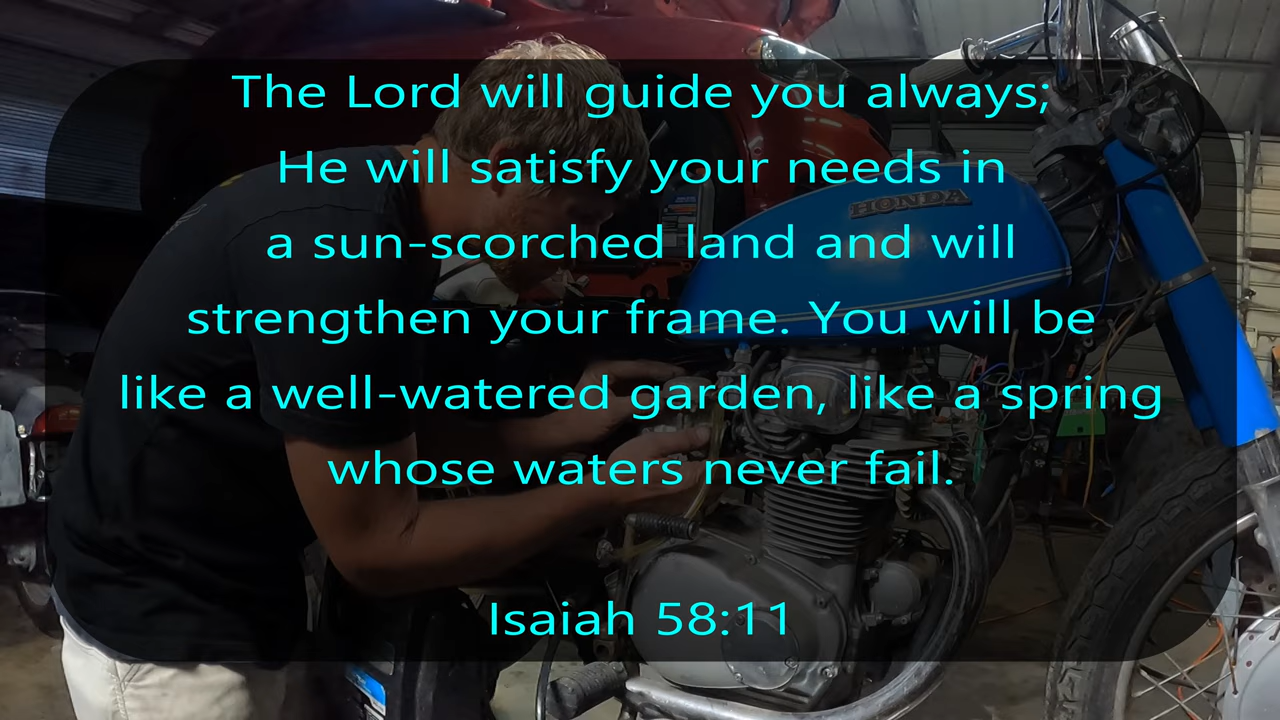 The Lord will guide you always;
He will satisfy your needs in
a sun-scorched land and will
strengthen your frame. You will be
like a well-watered garden, like a spring
whose waters never fail.
Isaiah 58:11
HONDA